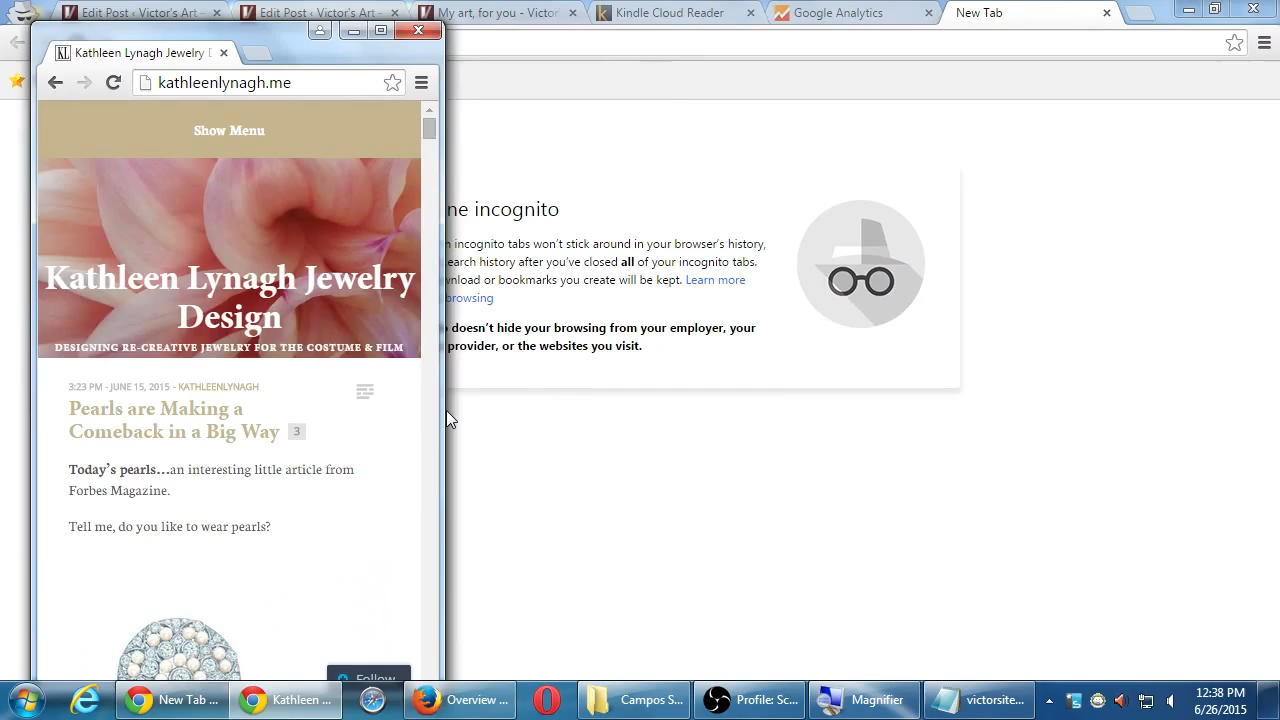 Edit Post ‹ Victor's Art –
Edit Post ‹ Victor's Art –
My art, for you - Victor
Kindle Cloud Reader
Google Analytics
New Tab
Kathleen Lynagh Jewelry D
kathleenlynagh.me
Show Menu
Kathleen Lynagh Jewelry
Design
DESIGNING RE-CREATIVE JEWELRY FOR THE COSTUME & FILM
3:23 PM - JUNE 15, 2015 - KATHLEENLYNAGH
Pearls are Making a
Comeback in a Big Way 3
Today's pearls…an interesting little article from
Forbes Magazine.
Tell me, do you like to wear pearls?
Follow
ne incognito
n incognito tabs won't stick around in your browser's history,
earch history after you've closed all of your incognito tabs.
wnload or bookmarks you create will be kept. Learn more
browsing
doesn't hide your browsing from your employer, your
provider, or the websites you visit.
New Tab ...
Kathleen ...
Overview ...
Campos S...
Profile: Sc...
Magnifier
victorsite...
12:38 PM
6/26/2015